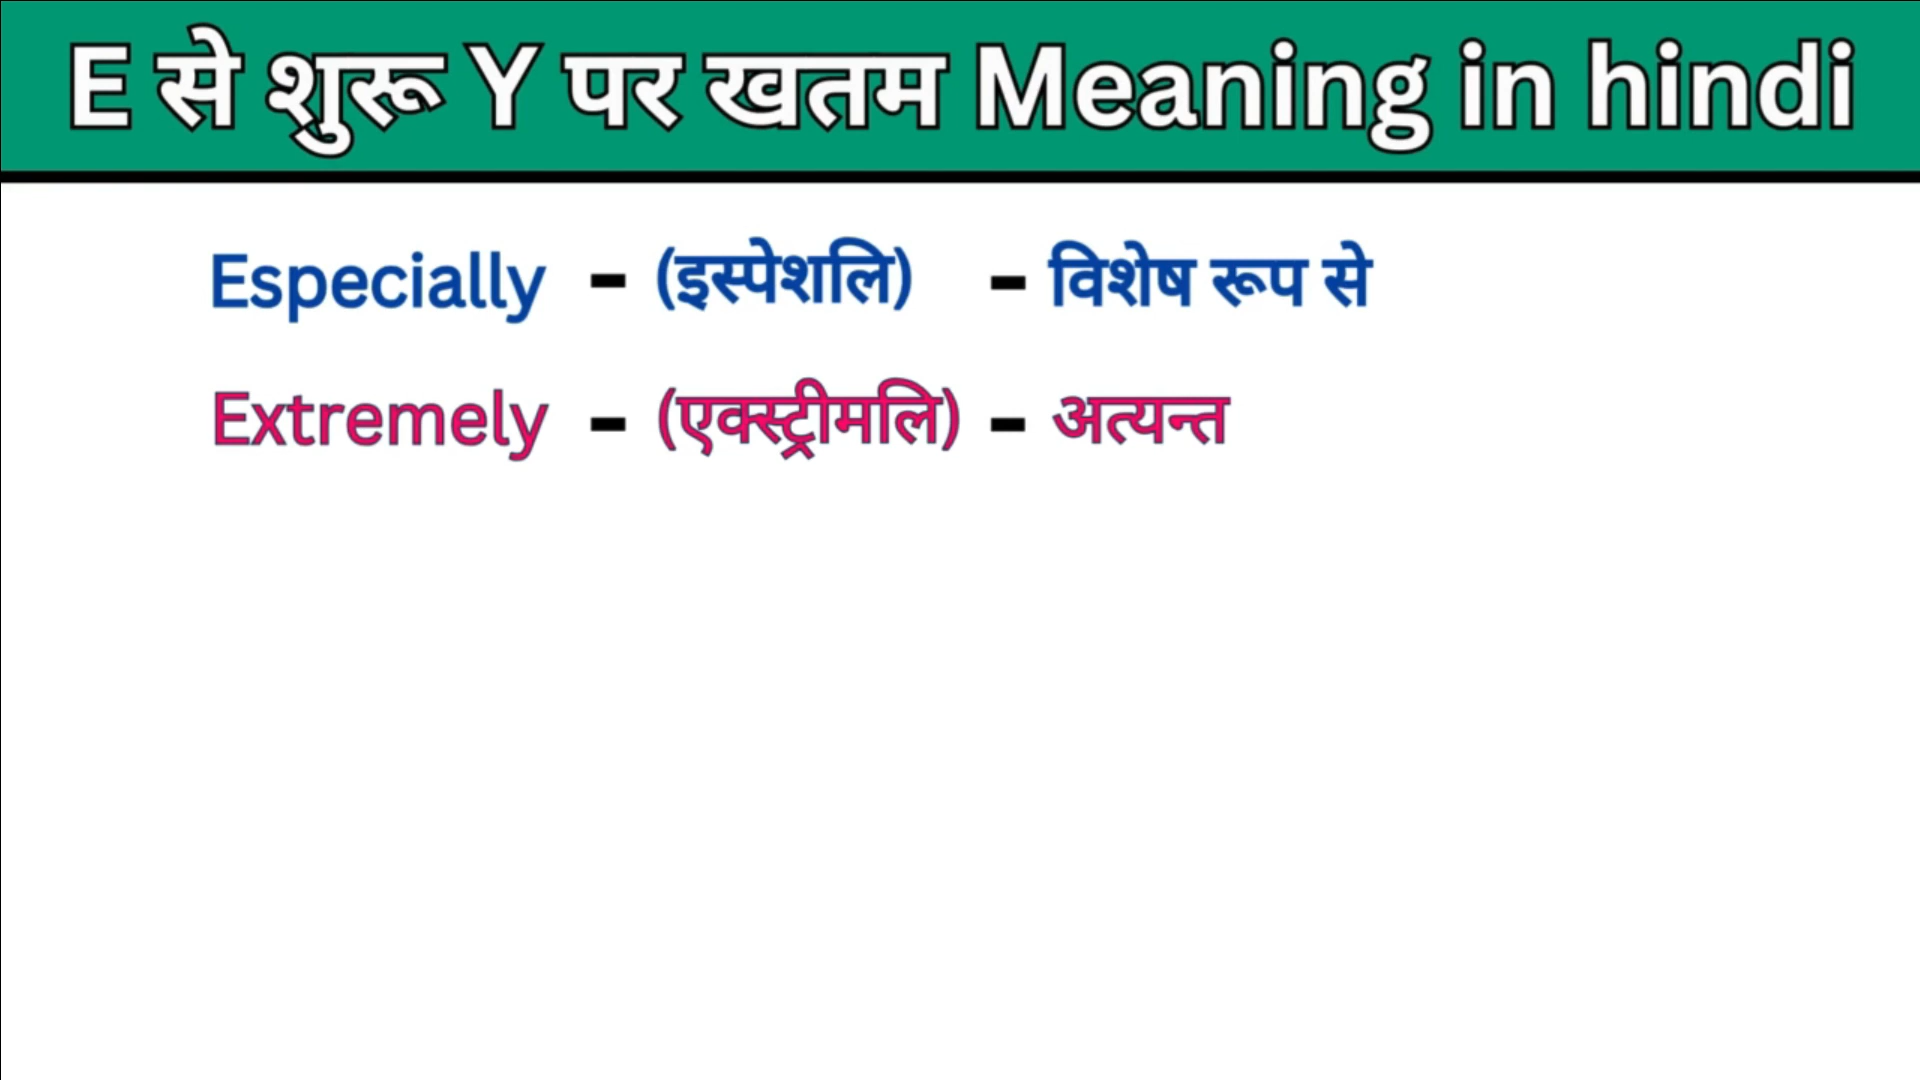 E से शुरू Y पर खतम Meaning in hindi
Especially - (इस्पेशलि) - विशेष रूप से
Extremely - (एक्स्ट्रीमलि) - अत्यन्त